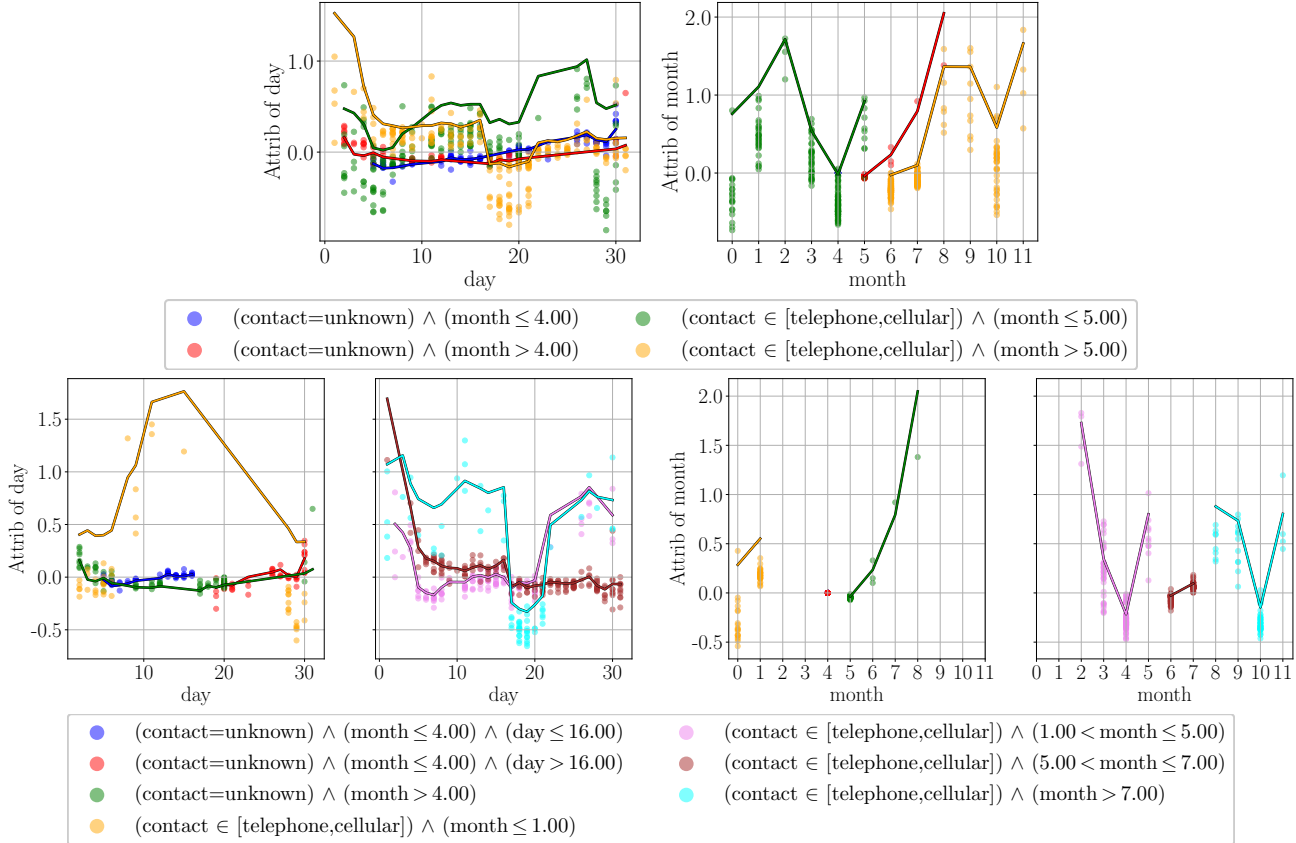 Attrib of day
1.0
0.0
0 10 20 30
day
Attrib of month
2.0
1.0
0.0
0 1 2 3 4 5 6 7 8 9 10 11
month
(contact=unknown) ∧ (month ≤ 4.00)
(contact=unknown) ∧ (month > 4.00)
(contact ∈ [telephone,cellular]) ∧ (month ≤ 5.00)
(contact ∈ [telephone,cellular]) ∧ (month > 5.00)
Attrib of day
1.5
1.0
0.5
0.0
-0.5
10 20 30
day
0 10 20 30
day
Attrib of month
2.0
1.5
1.0
0.5
0.0
-0.5
0 1 2 3 4 5 6 7 8 9 10 11
month
0 1 2 3 4 5 6 7 8 9 10 11
month
(contact=unknown) ∧ (month ≤ 4.00) ∧ (day ≤ 16.00)
(contact=unknown) ∧ (month ≤ 4.00) ∧ (day > 16.00)
(contact=unknown) ∧ (month > 4.00)
(contact ∈ [telephone,cellular]) ∧ (month ≤ 1.00)
(contact ∈ [telephone,cellular]) ∧ (1.00 < month ≤ 5.00)
(contact ∈ [telephone,cellular]) ∧ (5.00 < month ≤ 7.00)
(contact ∈ [telephone,cellular]) ∧ (month > 7.00)